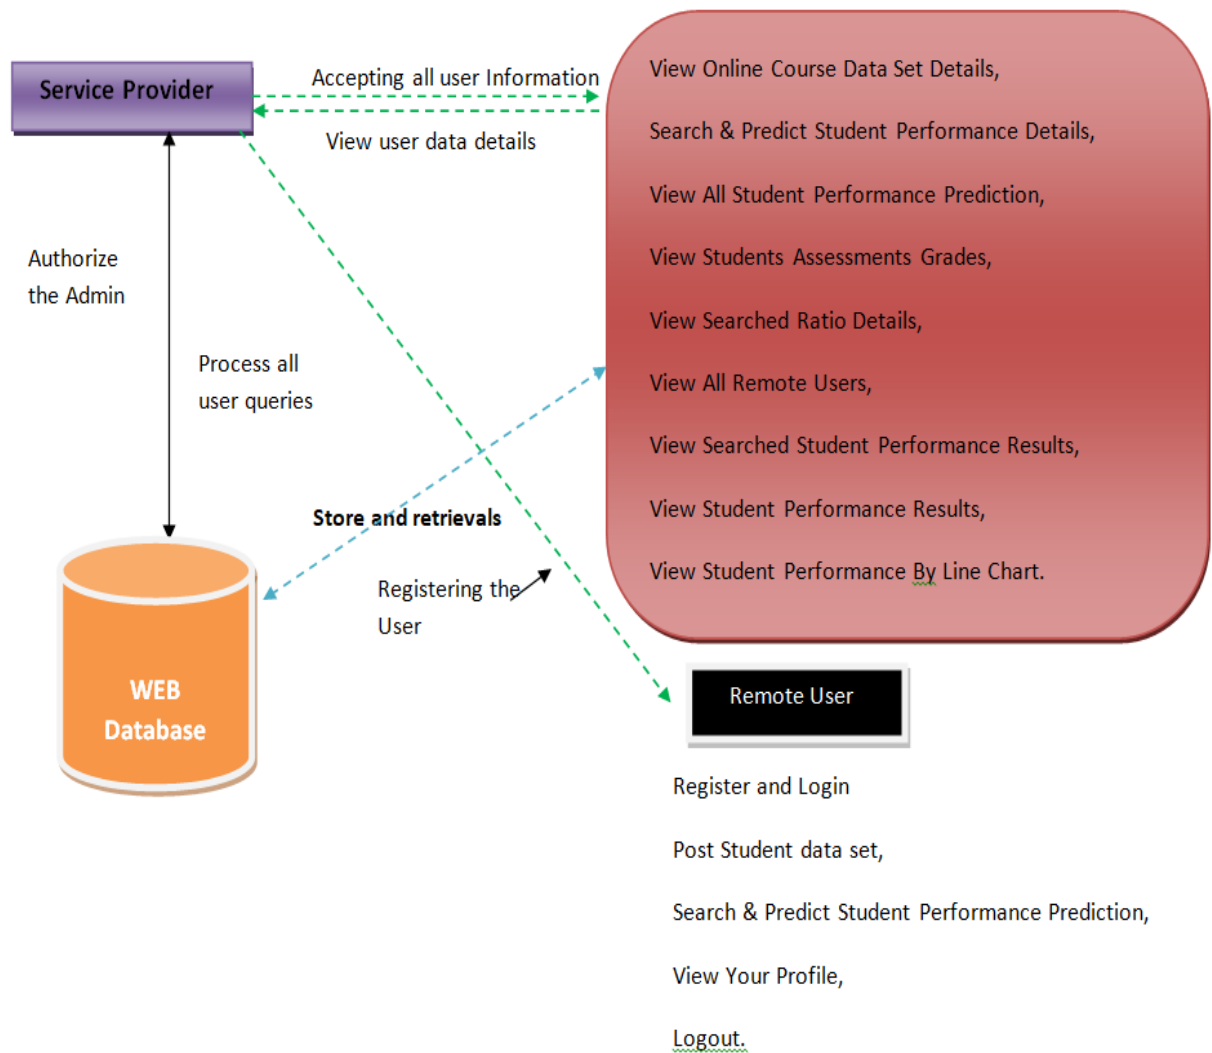 Service Provider
Accepting all user Information
View user data details
View Online Course Data Set Details,
Search & Predict Student Performance Details,
View All Student Performance Prediction,
View Students Assessments Grades,
View Searched Ratio Details,
View All Remote Users,
View Searched Student Performance Results,
View Student Performance Results,
View Student Performance By Line Chart.
Authorize
the Admin
Process all
user queries
Store and retrievals
Registering the
User
WEB
Database
Remote User
Register and Login
Post Student data set,
Search & Predict Student Performance Prediction,
View Your Profile,
Logout.